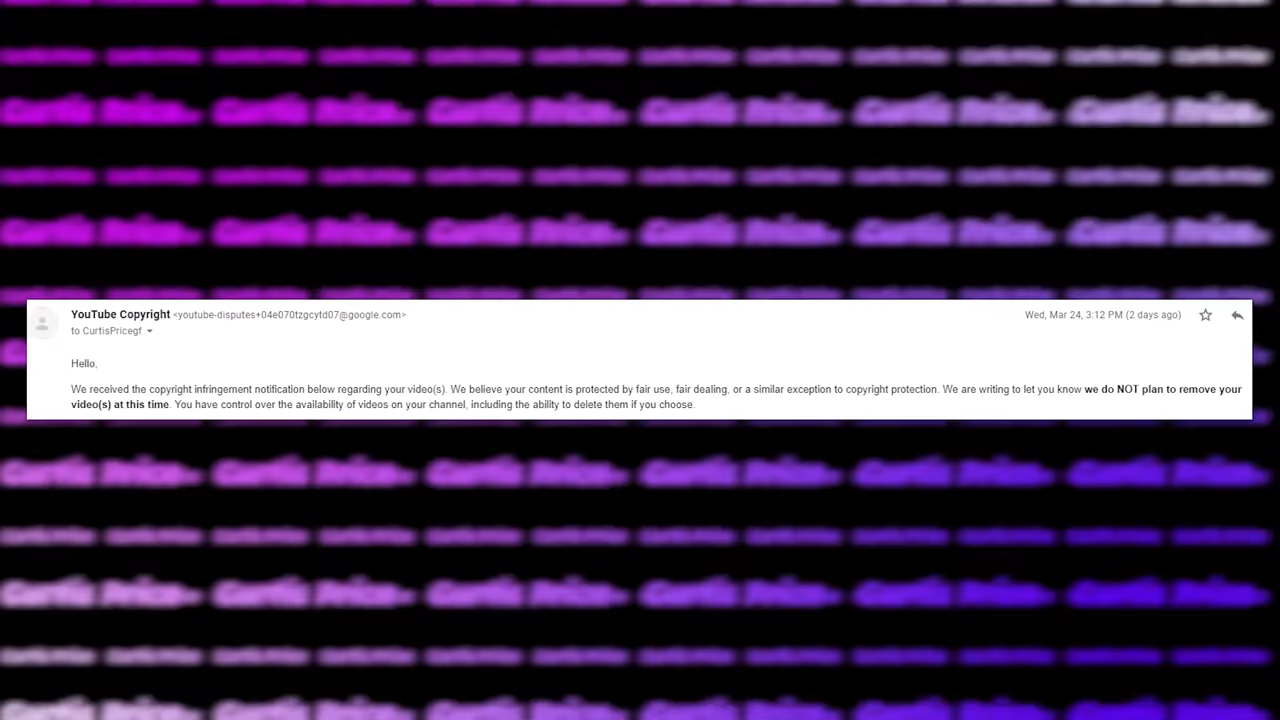 YouTube Copyright <youtube-disputes+04e070tzgcytd07@google.com> Wed, Mar 24, 3:12 PM (2 days ago)
to CurtisPricegf
Hello,
We received the copyright infringement notification below regarding your video(s). We believe your content is protected by fair use, fair dealing, or a similar exception to copyright protection. We are writing to let you know we do NOT plan to remove your
video(s) at this time. You have control over the availability of videos on your channel, including the ability to delete them if you choose.